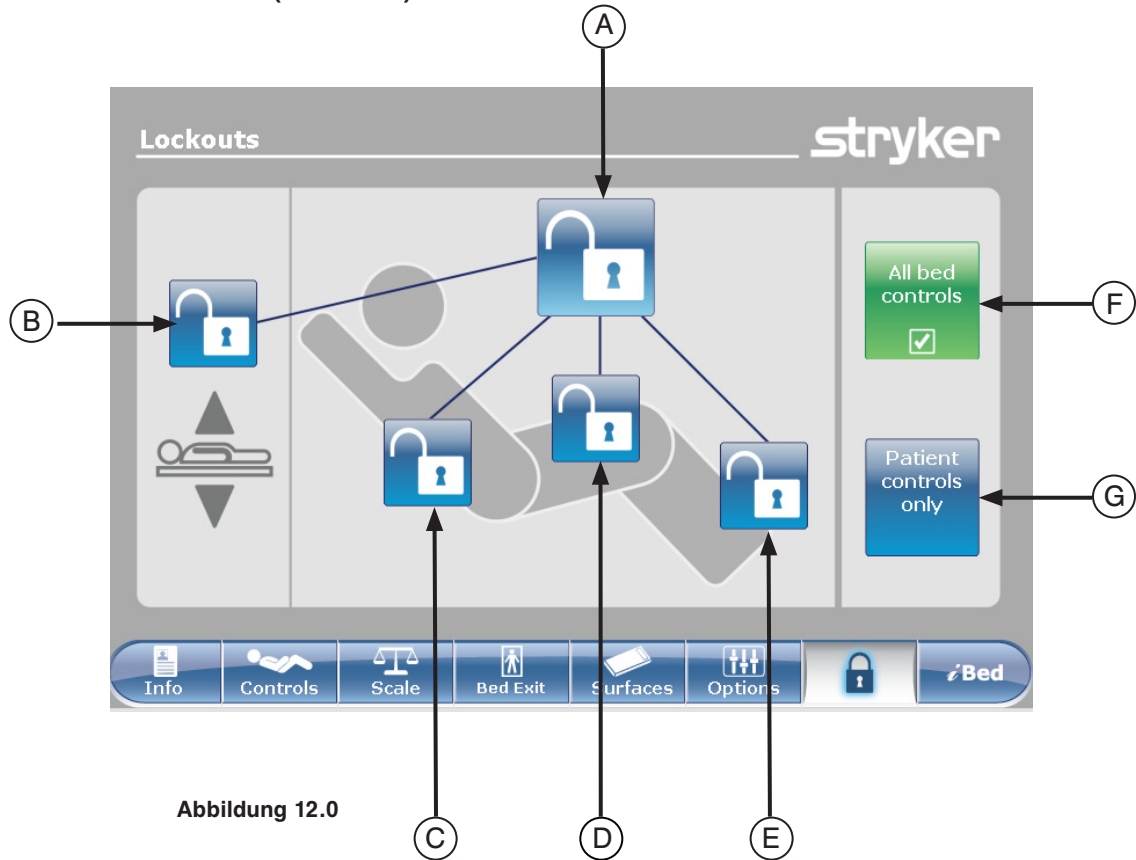 A
Lockouts
stryker
All bed
controls
B
F
Patient
controls
only
G
Info
Controls
Scale
Bed Exit
Surfaces
Options
iBed
Abbildung 12.0
C
D
E